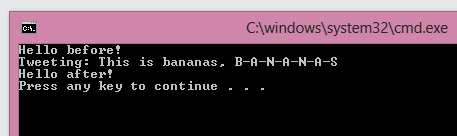 C:\windows\system32\cmd.exe
Hello before!
Tweeting: This is bananas, B-A-N-A-N-A-S
Hello after!
Press any key to continue . . .